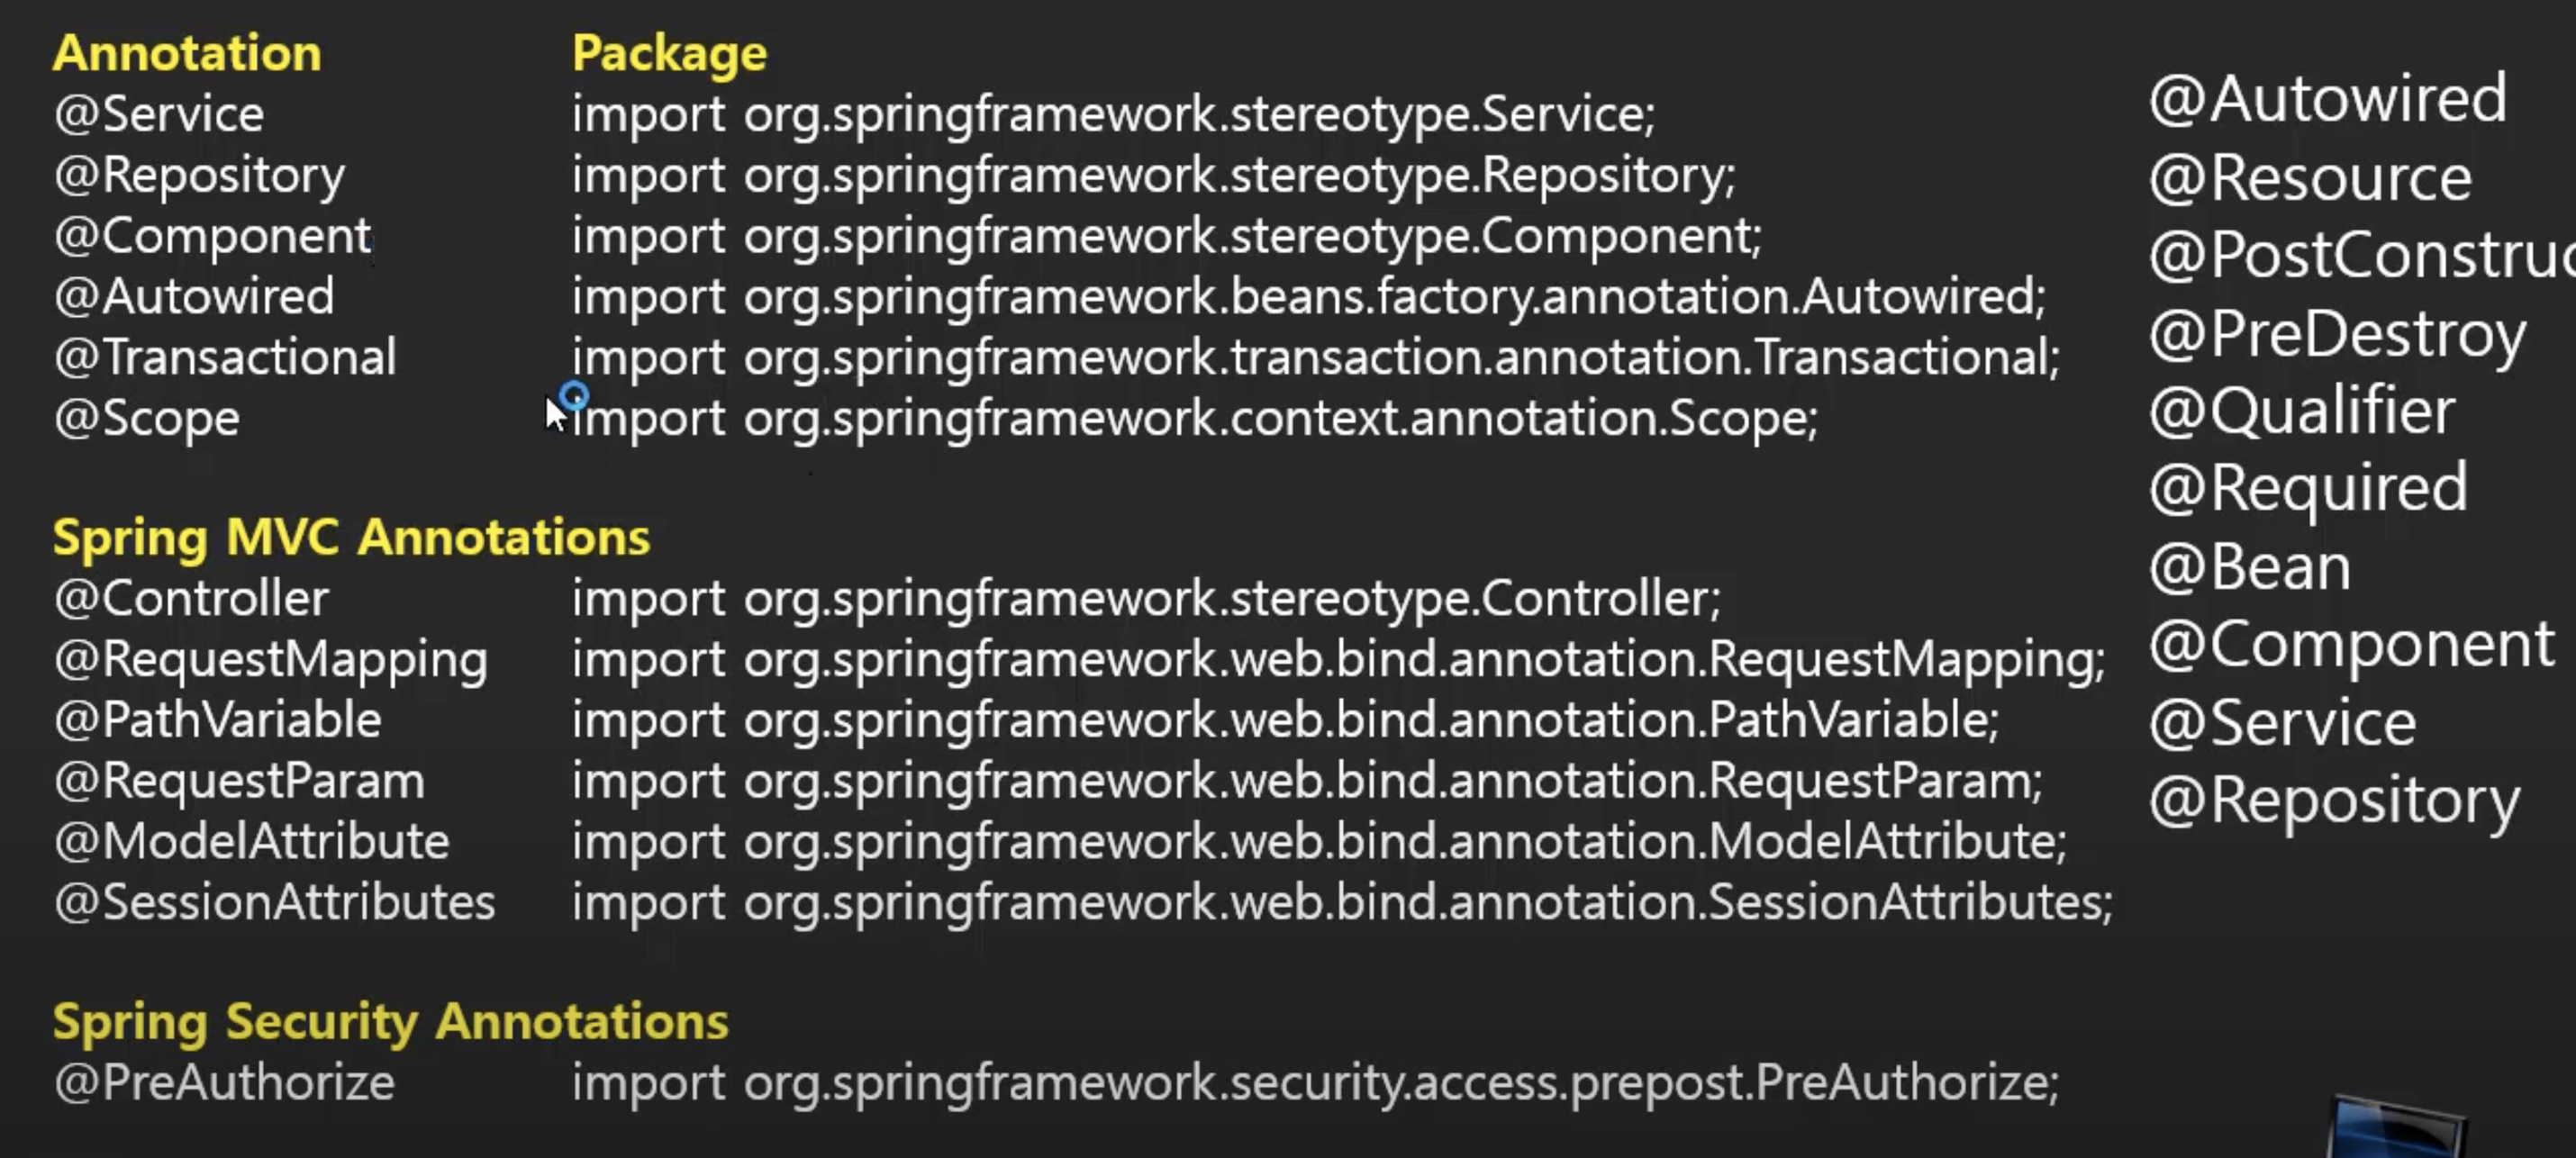 Annotation Package
@Service import org.springframework.stereotype.Service;
@Repository import org.springframework.stereotype.Repository;
@Component import org.springframework.stereotype.Component;
@Autowired import org.springframework.beans.factory.annotation.Autowired;
@Transactional import org.springframework.transaction.annotation.Transactional;
@Scope import org.springframework.context.annotation.Scope;
Spring MVC Annotations
@Controller import org.springframework.stereotype.Controller;
@RequestMapping import org.springframework.web.bind.annotation.RequestMapping;
@PathVariable import org.springframework.web.bind.annotation.PathVariable;
@RequestParam import org.springframework.web.bind.annotation.RequestParam;
@ModelAttribute import org.springframework.web.bind.annotation.ModelAttribute;
@SessionAttributes import org.springframework.web.bind.annotation.SessionAttributes;
Spring Security Annotations
@PreAuthorize import org.springframework.security.access.prepost.PreAuthorize;
@Autowired
@Resource
@PostConstruc
@PreDestroy
@Qualifier
@Required
@Bean
@Component
@Service
@Repository